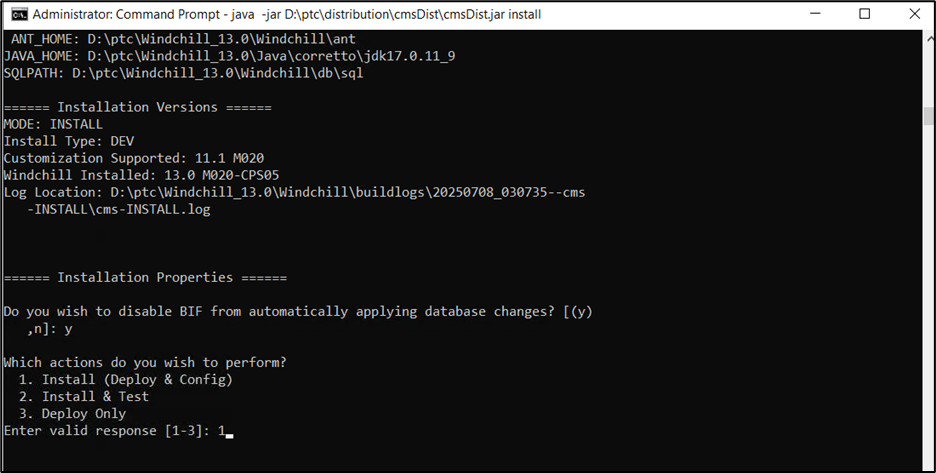 Administrator: Command Prompt - java  -jar D:\ptc\distribution\cmsDist\cmsDist.jar install
ANT_HOME: D:\ptc\Windchill_13.0\Windchill\ant
JAVA_HOME: D:\ptc\Windchill_13.0\Java\corretto\jdk17.0.11_9
SQLPATH: D:\ptc\Windchill_13.0\Windchill\db\sql
====== Installation Versions ======
MODE: INSTALL
Install Type: DEV
Customization Supported: 11.1 M020
Windchill Installed: 13.0 M020-CPS05
Log Location: D:\ptc\Windchill_13.0\Windchill\buildlogs\20250708_030735--cms
-INSTALL\cms-INSTALL.log
====== Installation Properties ======
Do you wish to disable BIF from automatically applying database changes? [(y)
,n]: y
Which actions do you wish to perform?
1. Install (Deploy & Config)
2. Install & Test
3. Deploy Only
Enter valid response [1-3]: 1